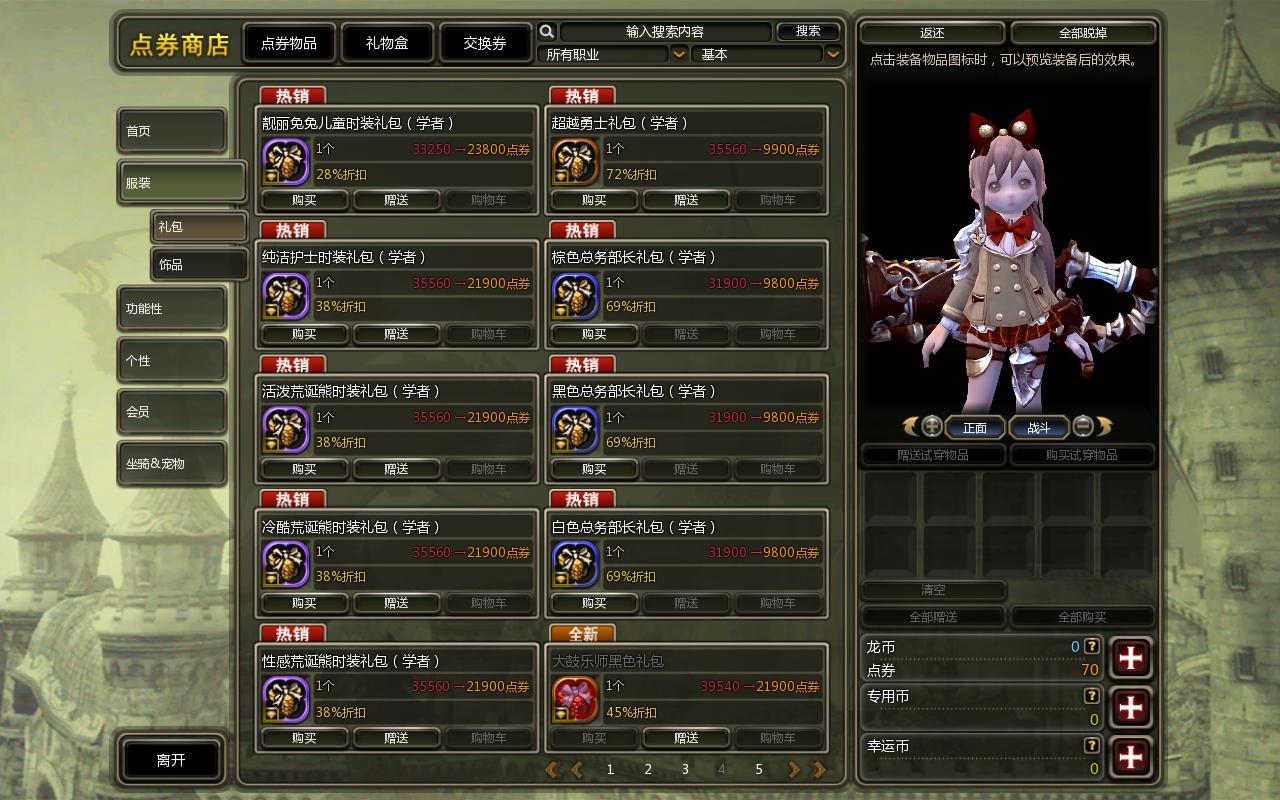 点券商店
点券物品
礼物盒
交换券
输入搜索内容
搜索
所有职业
基本
首页
服装
礼包
饰品
功能性
个性
会员
坐骑&宠物
离开
热销
靓丽兔兔儿童时装礼包（学者）
1个 33250 →23800点券
28%折扣
购买 赠送 购物车
热销
超越勇士礼包（学者）
1个 35560 →9900点券
72%折扣
购买 赠送 购物车
热销
纯洁护士时装礼包（学者）
1个 35560 →21900点券
38%折扣
购买 赠送 购物车
热销
棕色总务部长礼包（学者）
1个 31900 →9800点券
69%折扣
购买 赠送 购物车
热销
活泼荒诞熊时装礼包（学者）
1个 35560 →21900点券
38%折扣
购买 赠送 购物车
热销
黑色总务部长礼包（学者）
1个 31900 →9800点券
69%折扣
购买 赠送 购物车
热销
冷酷荒诞熊时装礼包（学者）
1个 35560 →21900点券
38%折扣
购买 赠送 购物车
热销
白色总务部长礼包（学者）
1个 31900 →9800点券
69%折扣
购买 赠送 购物车
热销
性感荒诞熊时装礼包（学者）
1个 35560 →21900点券
38%折扣
购买 赠送 购物车
全新
大鼓乐师黑色礼包
1个 39540 →21900点券
45%折扣
购买 赠送 购物车
1 2 3 4 5
返还 全部脱掉
点击装备物品图标时，可以预览装备后的效果。
正面 战斗
赠送试穿物品 购买试穿物品
清空
全部赠送 全部购买
龙币 0 ?
点券 70
专用币 ?
0
幸运币 ?
0